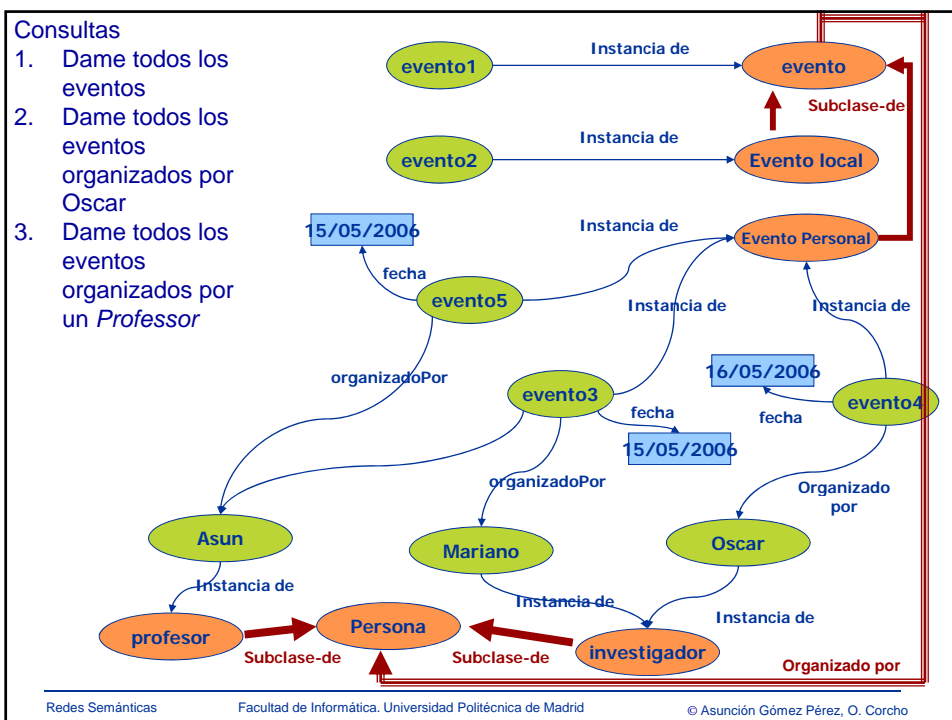 Consultas
1. Dame todos los
eventos
2. Dame todos los
eventos
organizados por
Oscar
3. Dame todos los
eventos
organizados por
un Professor
evento1
Instancia de
evento
Subclase-de
evento2
Instancia de
Evento local
15/05/2006
fecha
evento5
Instancia de
Evento Personal
Instancia de
Instancia de
organizadoPor
evento3
fecha
15/05/2006
16/05/2006
fecha
evento4
organizadoPor
Organizado
por
Asun
Mariano
Oscar
Instancia de
Instancia de
Instancia de
profesor
Subclase-de
Persona
Subclase-de
investigador
Organizado por
Redes Semánticas
Facultad de Informática. Universidad Politécnica de Madrid
© Asunción Gómez Pérez, O. Corcho